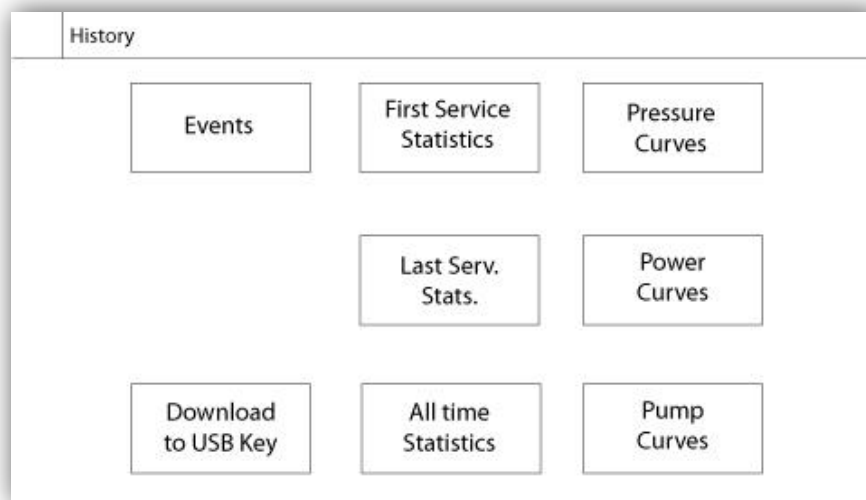 History
Events
First Service
Statistics
Pressure
Curves
Last Serv.
Stats.
Power
Curves
Download
to USB Key
All time
Statistics
Pump
Curves